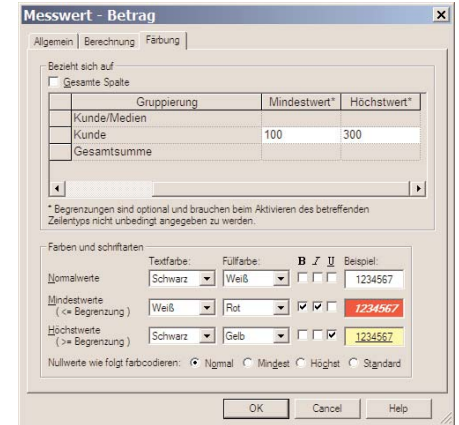 Messwert - Betrag
Allgemein Berechnung Färbung
Bezieht sich auf
Gesamte Spalte
Gruppierung Mindestwert* Höchstwert*
Kunde/Medien
Kunde 100 300
Gesamtsumme
* Begrenzungen sind optional und brauchen beim Aktivieren des betreffenden
Zeilentyps nicht unbedingt angegeben zu werden.
Farben und schriftarten
Textfarbe: Füllfarbe: B I U Beispiel:
Normalwerte Schwarz Weiß 1234567
Mindestwerte
( <= Begrenzung ) Weiß Rot 1234567
Höchstwerte
( >= Begrenzung ) Schwarz Gelb 1234567
Nullwerte wie folgt farbcodieren: Normal Mindest Höchst Standard
OK Cancel Help